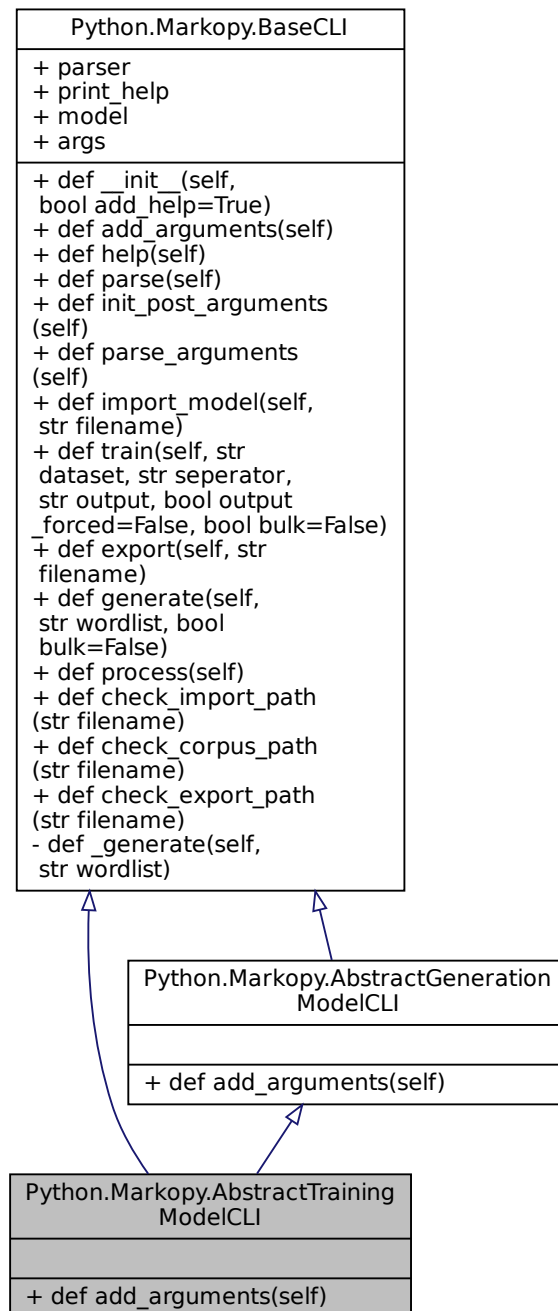 Python.Markopy.BaseCLI
+ parser
+ print_help
+ model
+ args
+ def __init__(self,
bool add_help=True)
+ def add_arguments(self)
+ def help(self)
+ def parse(self)
+ def init_post_arguments
(self)
+ def parse_arguments
(self)
+ def import_model(self,
str filename)
+ def train(self, str
dataset, str seperator,
str output, bool output
_forced=False, bool bulk=False)
+ def export(self, str
filename)
+ def generate(self,
str wordlist, bool
bulk=False)
+ def process(self)
+ def check_import_path
(str filename)
+ def check_corpus_path
(str filename)
+ def check_export_path
(str filename)
- def _generate(self,
str wordlist)
Python.Markopy.AbstractGeneration
ModelCLI
+ def add_arguments(self)
Python.Markopy.AbstractTraining
ModelCLI
+ def add_arguments(self)